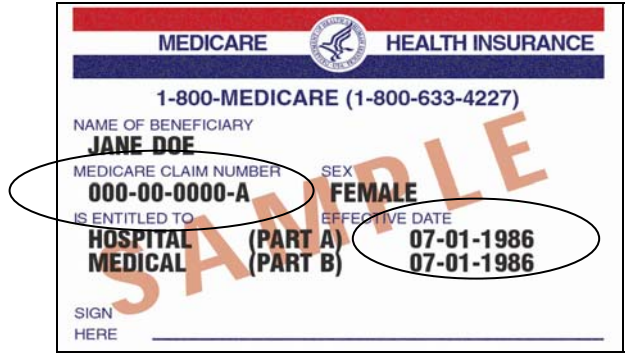 MEDICARE HEALTH INSURANCE
1-800-MEDICARE (1-800-633-4227)
NAME OF BENEFICIARY
JANE DOE
MEDICARE CLAIM NUMBER SEX
000-00-0000-A FEMALE
IS ENTITLED TO EFFECTIVE DATE
HOSPITAL (PART A) 07-01-1986
MEDICAL (PART B) 07-01-1986
SIGN
HERE
SAMPLE